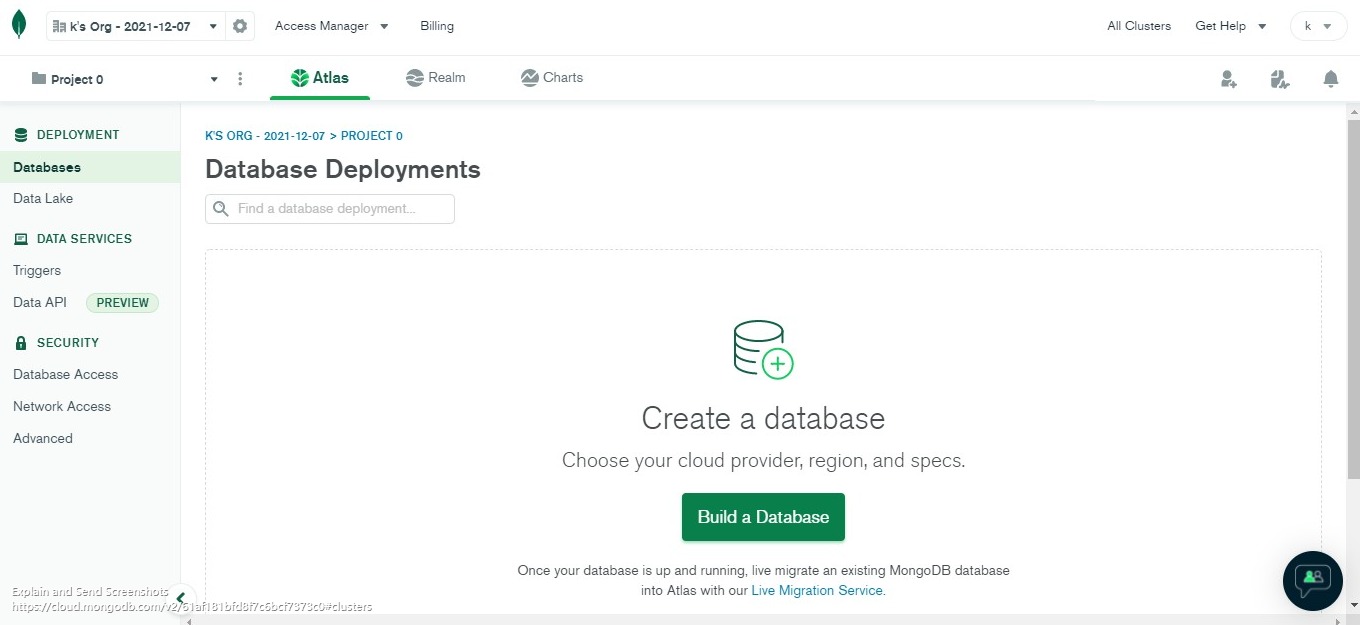 k's Org - 2021-12-07
Access Manager
Billing
All Clusters
Get Help
k
Project 0
Atlas
Realm
Charts
DEPLOYMENT
Databases
Data Lake
DATA SERVICES
Triggers
Data API PREVIEW
SECURITY
Database Access
Network Access
Advanced
K'S ORG - 2021-12-07 > PROJECT 0
Database Deployments
Find a database deployment...
Create a database
Choose your cloud provider, region, and specs.
Build a Database
Once your database is up and running, live migrate an existing MongoDB database
into Atlas with our Live Migration Service.
Explain and Send Screenshots
https://cloud.mongodb.com/v2/61af181bfd8f7c6bcf7373c0#clusters